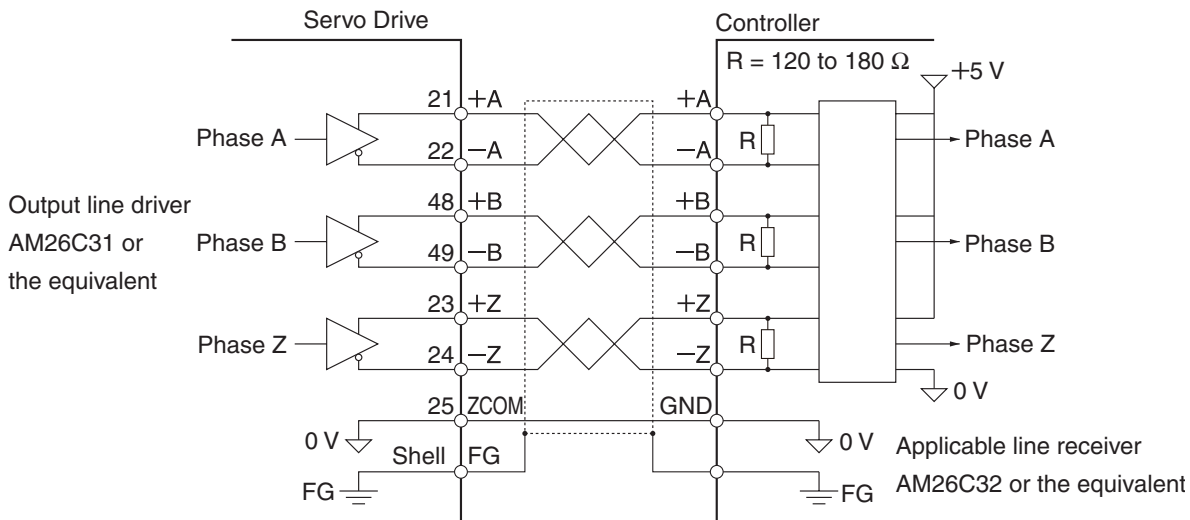 Servo Drive
Controller
R = 120 to 180 Ω
+5 V
21 +A
+A
Phase A
R
Phase A
22 −A
−A
Output line driver
AM26C31 or
the equivalent
48 +B
+B
Phase B
R
Phase B
49 −B
−B
23 +Z
+Z
Phase Z
R
Phase Z
24 −Z
−Z
0 V
25 ZCOM
GND
0 V
0 V
Shell FG
FG
FG
Applicable line receiver
AM26C32 or the equivalent